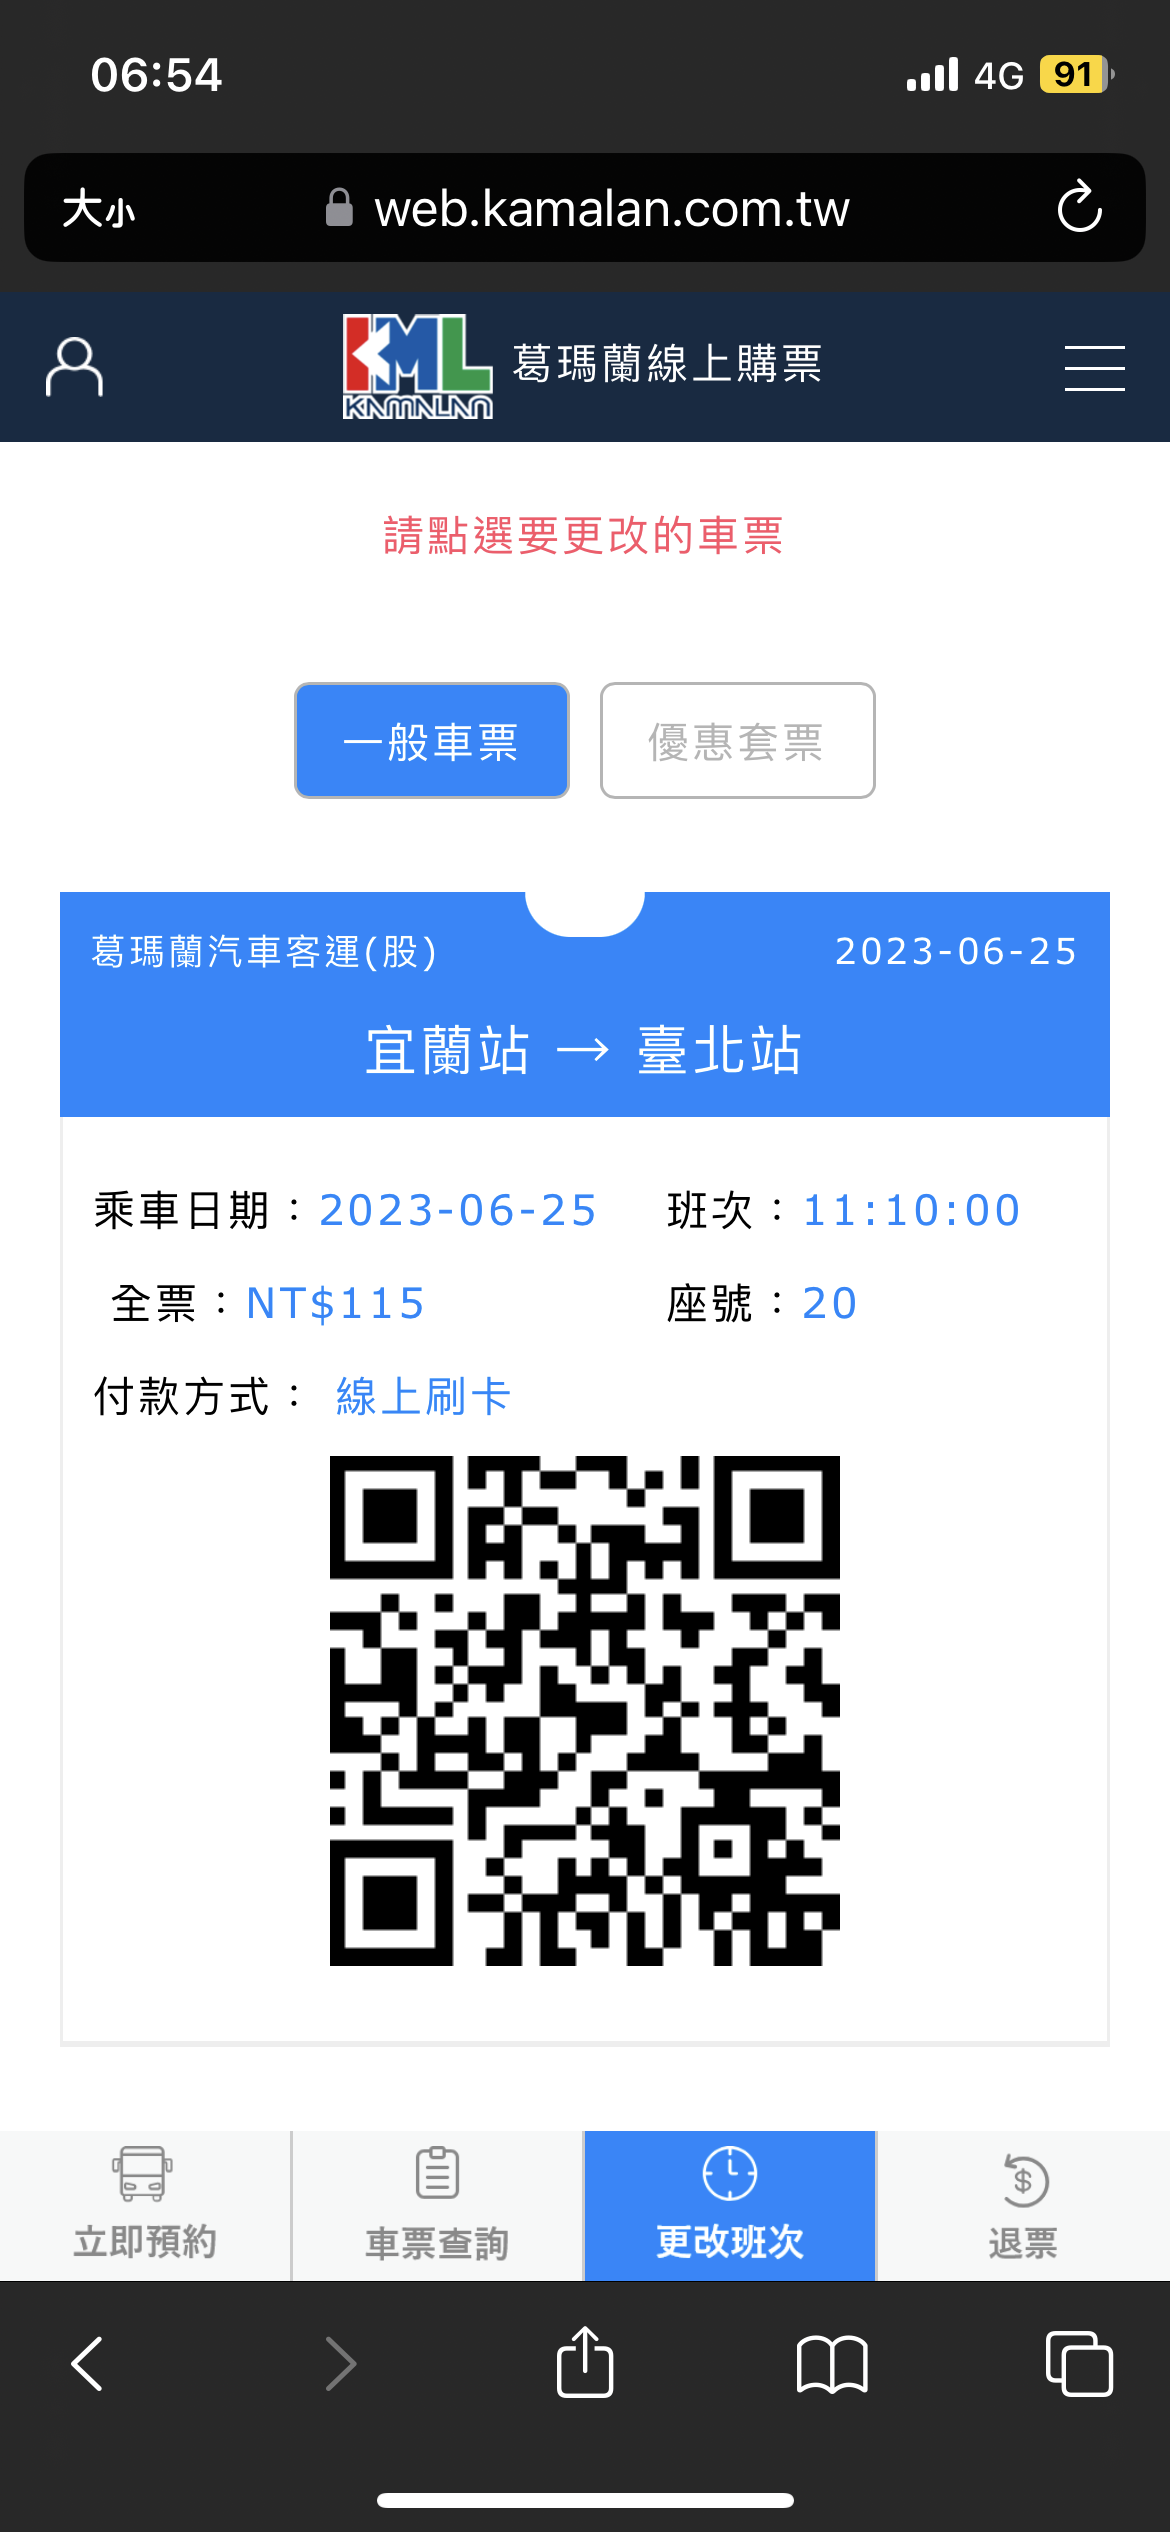 06:54
4G 91
大小 web.kamalan.com.tw
KML
KAMALAN
葛瑪蘭線上購票
請點選要更改的車票
一般車票 優惠套票
葛瑪蘭汽車客運(股) 2023-06-25
宜蘭站 → 臺北站
乘車日期：2023-06-25 班次：11:10:00
全票：NT$115 座號：20
付款方式： 線上刷卡
立即預約 車票查詢 更改班次 退票